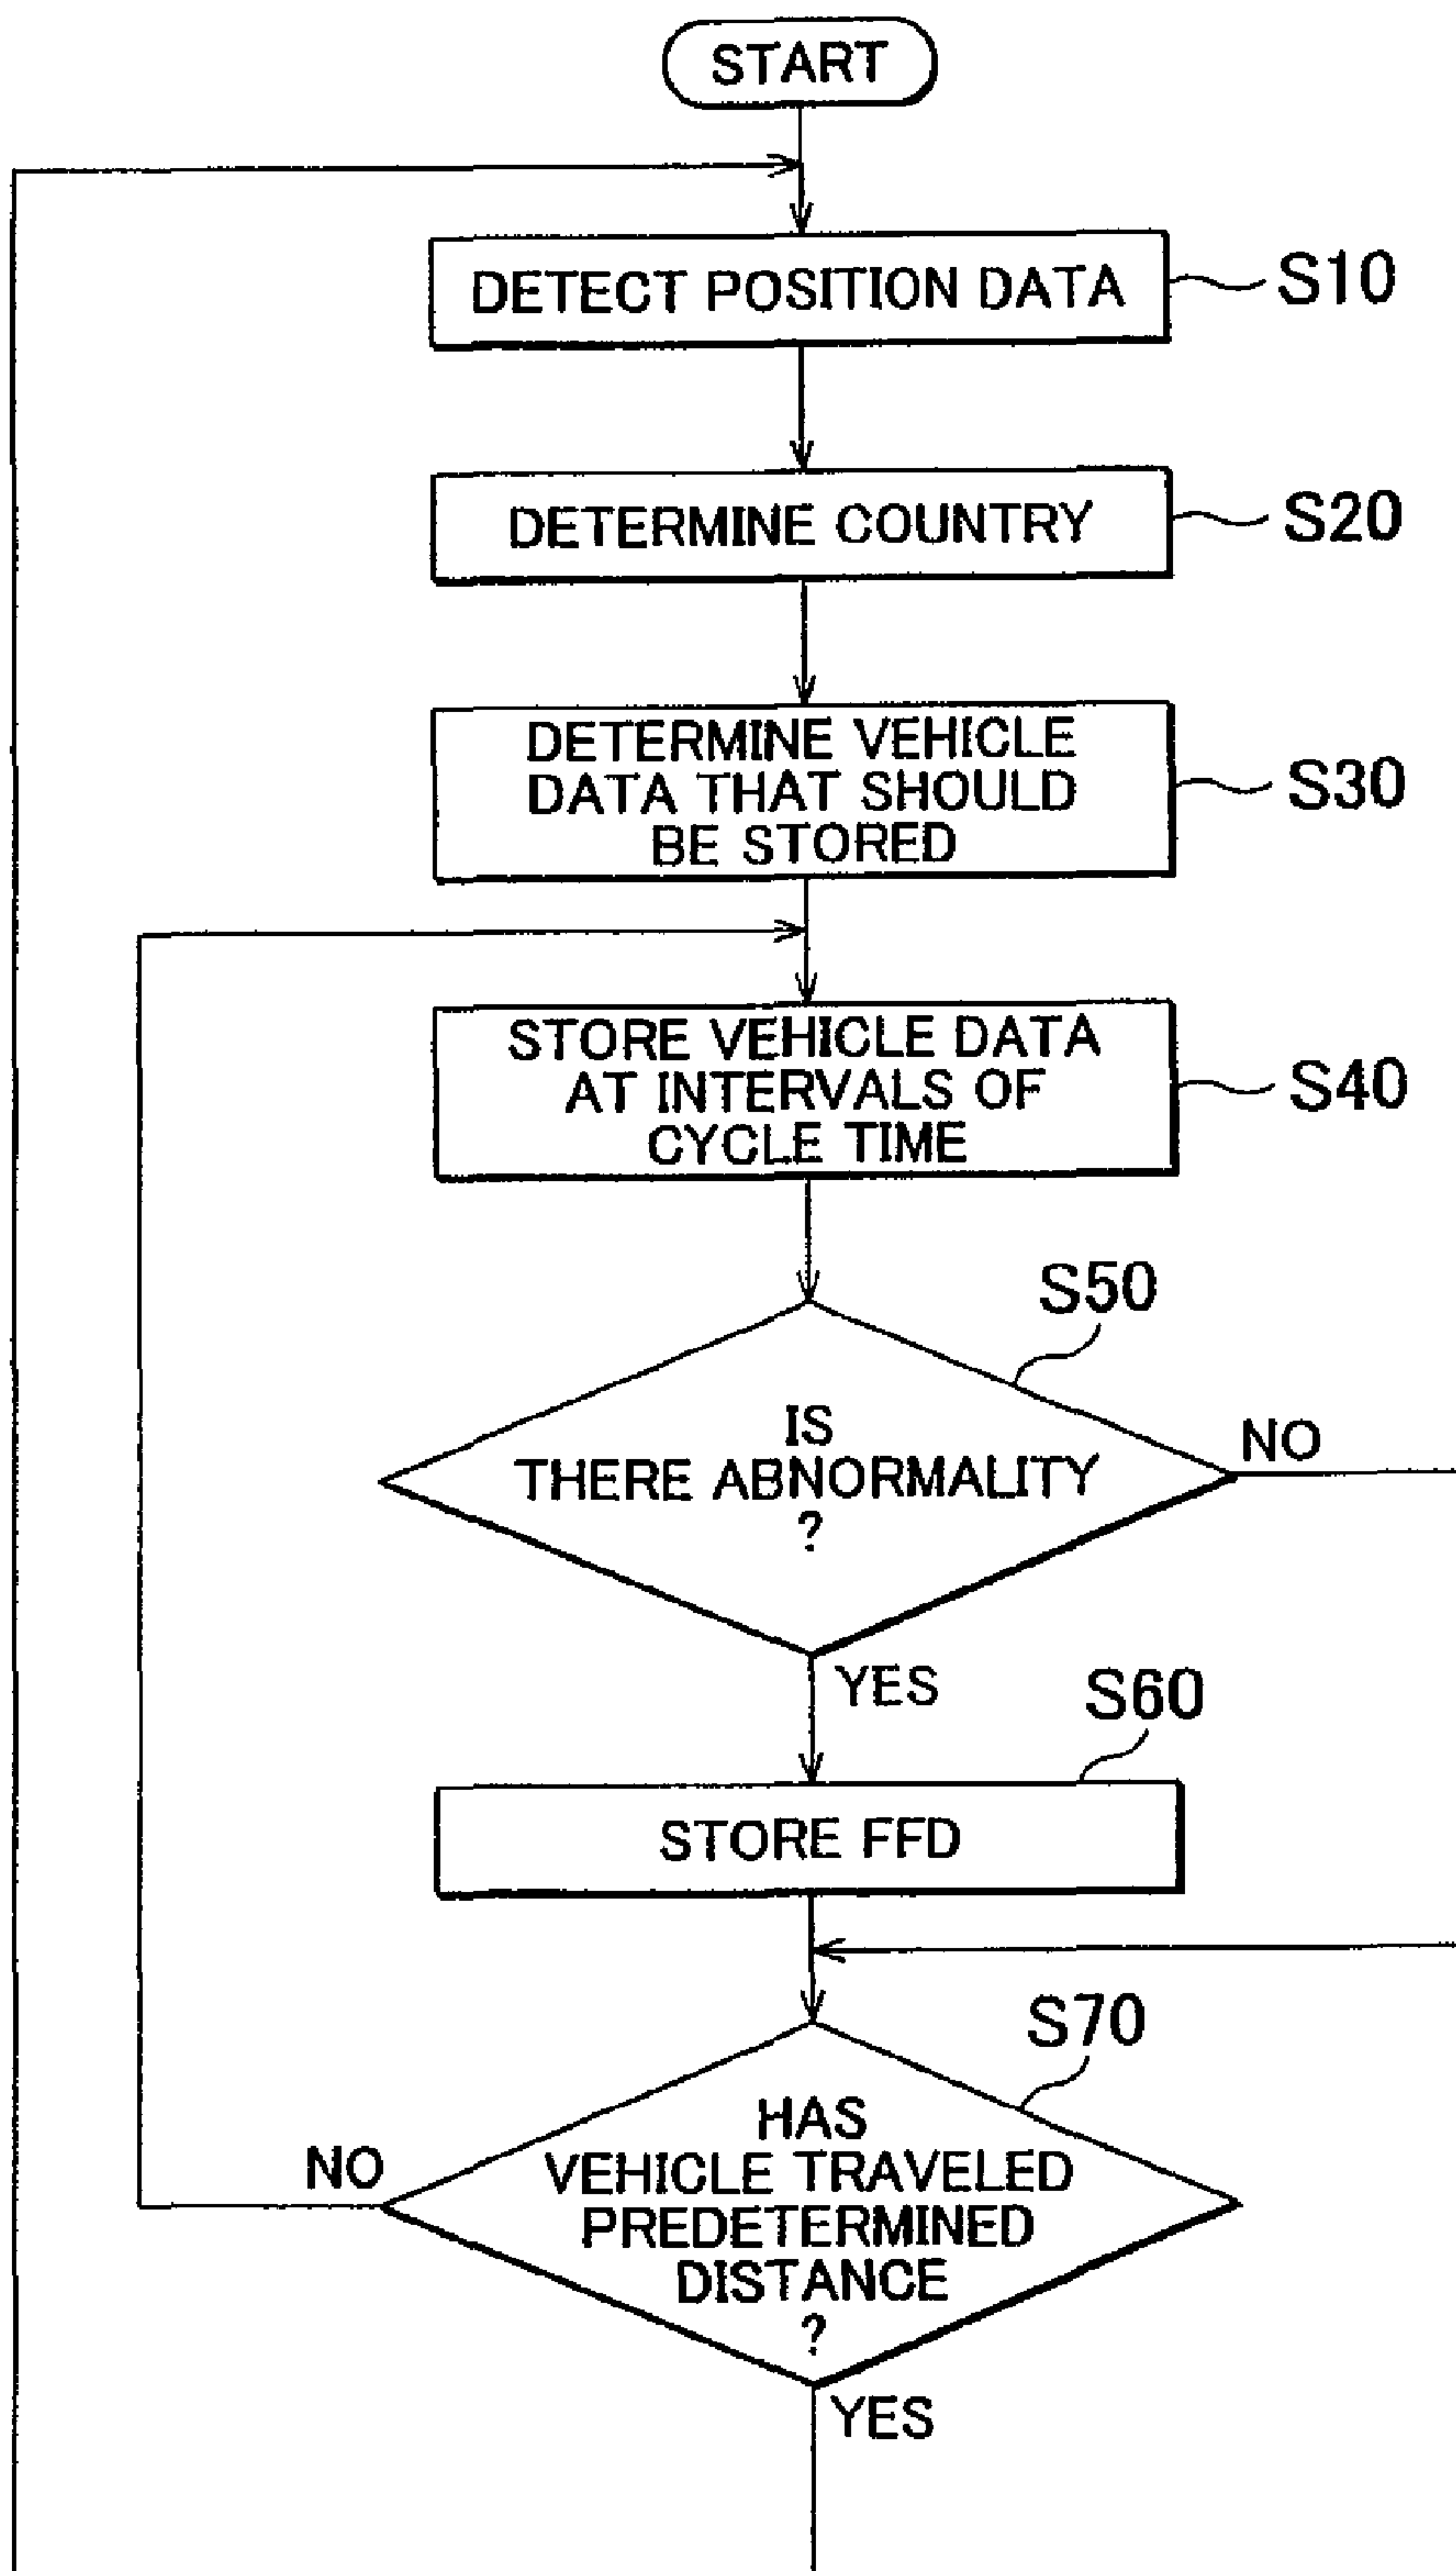 START
DETECT POSITION DATA
S10
DETERMINE COUNTRY
S20
DETERMINE VEHICLE
DATA THAT SHOULD
BE STORED
S30
STORE VEHICLE DATA
AT INTERVALS OF
CYCLE TIME
S40
S50
IS
THERE ABNORMALITY
?
NO
YES
S60
STORE FFD
S70
HAS
VEHICLE TRAVELED
PREDETERMINED
DISTANCE
?
NO
YES